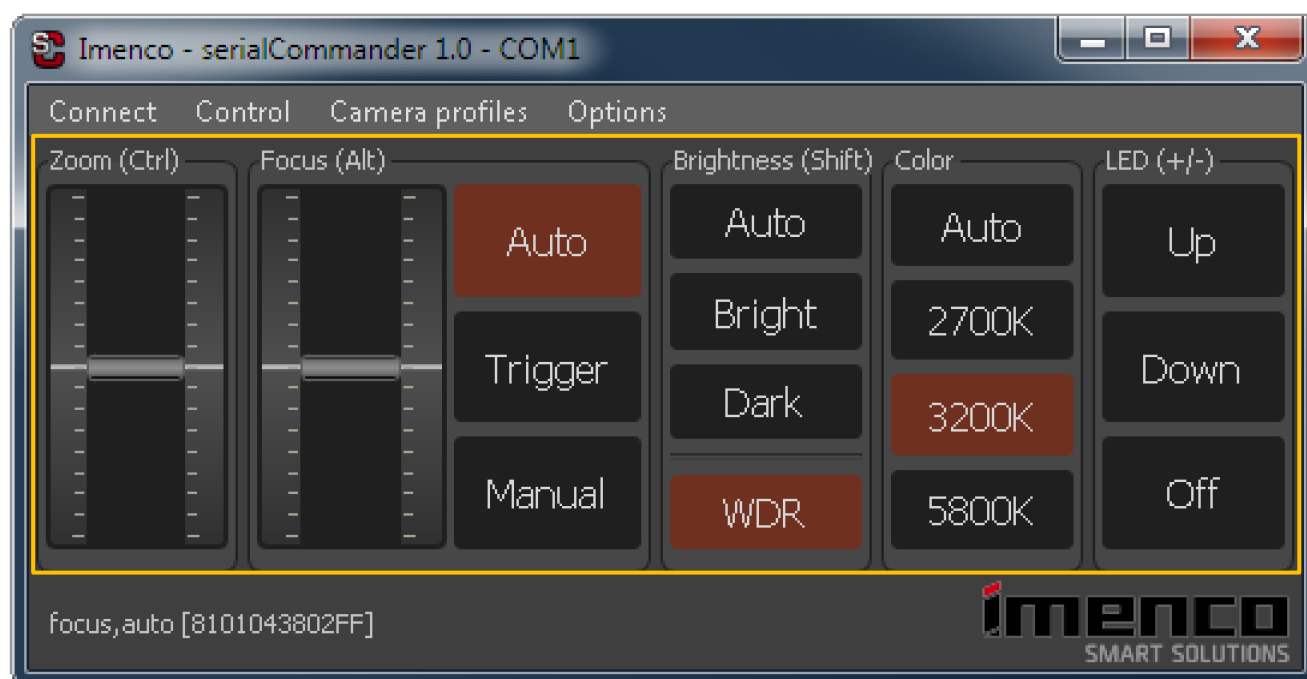 SC Imenco - serialCommander 1.0 - COM1
Connect Control Camera profiles Options
Zoom (Ctrl) Focus (Alt) Brightness (Shift) Color LED (+/-)
Auto
Trigger
Manual
Auto
Bright
Dark
WDR
Auto
2700K
3200K
5800K
Up
Down
Off
focus,auto [8101043802FF]
imenco
SMART SOLUTIONS